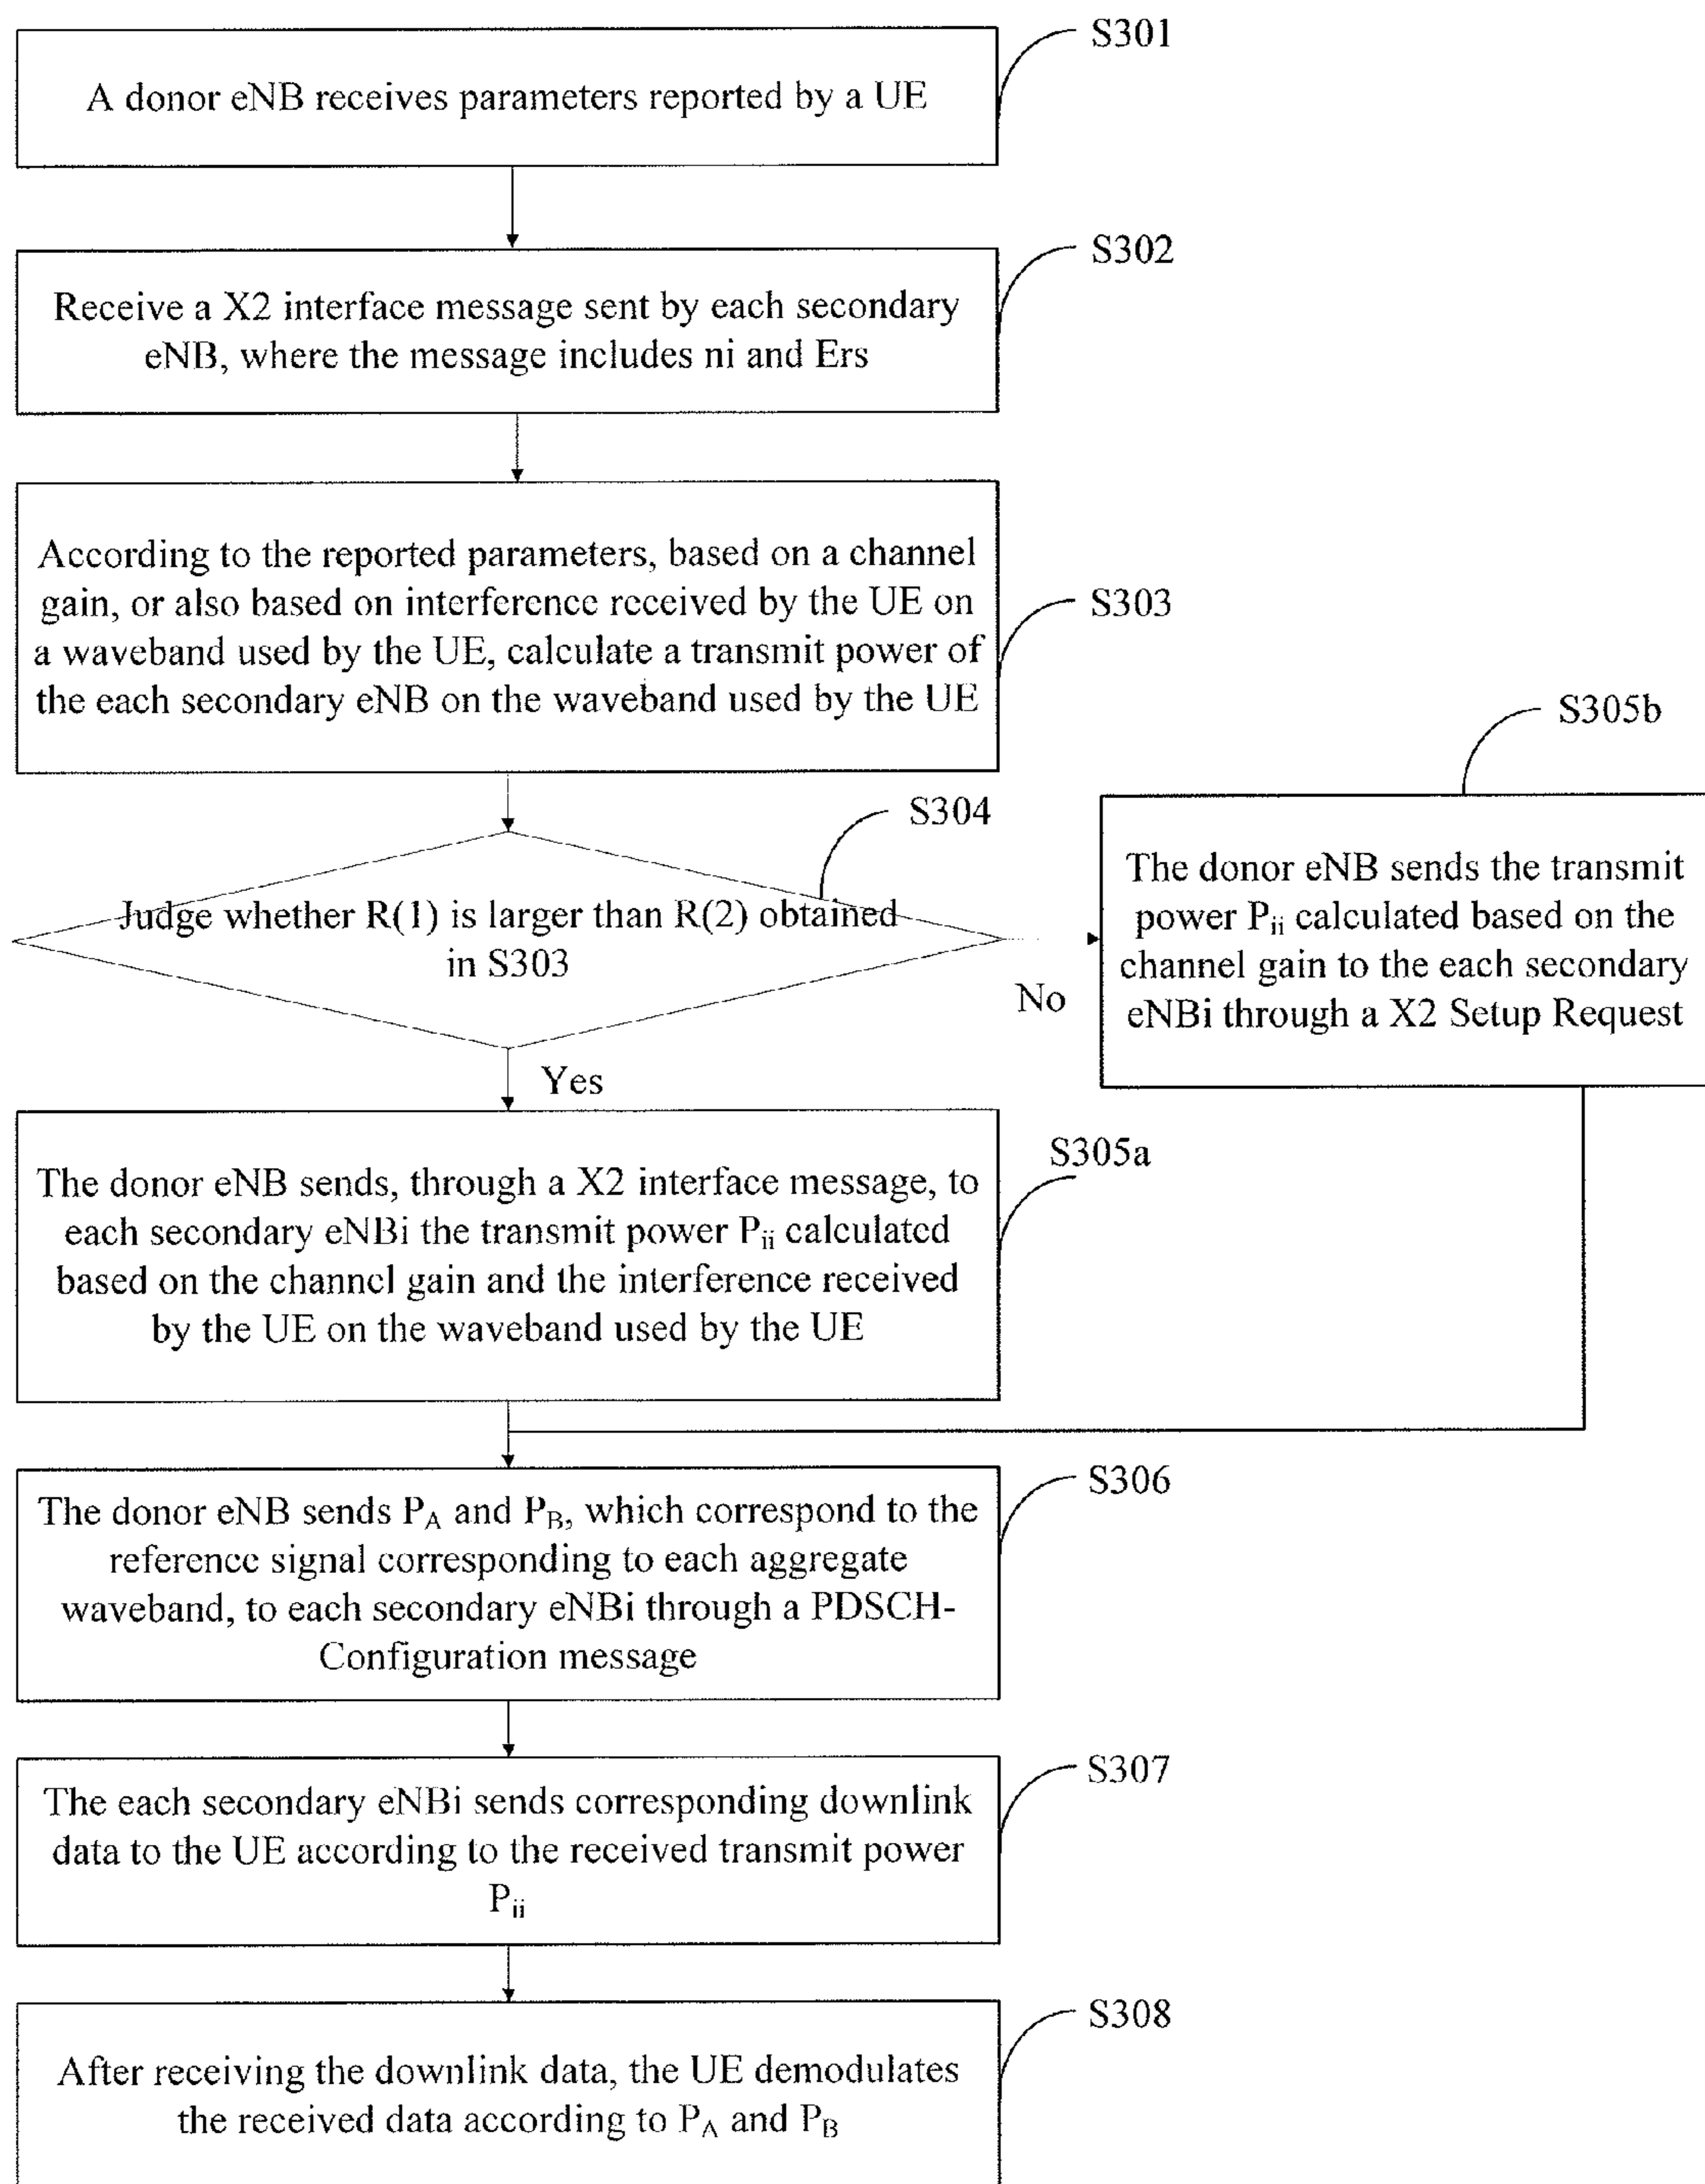 S301
A donor eNB receives parameters reported by a UE
S302
Receive a X2 interface message sent by each secondary
eNB, where the message includes ni and Ers
S303
According to the reported parameters, based on a channel
gain, or also based on interference received by the UE on
a waveband used by the UE, calculate a transmit power of
the each secondary eNB on the waveband used by the UE
S304
Judge whether R(1) is larger than R(2) obtained
in S303
No
Yes
S305b
The donor eNB sends the transmit
power Pii calculated based on the
channel gain to the each secondary
eNBi through a X2 Setup Request
S305a
The donor eNB sends, through a X2 interface message, to
each secondary eNBi the transmit power Pii calculated
based on the channel gain and the interference received
by the UE on the waveband used by the UE
S306
The donor eNB sends PA and PB, which correspond to the
reference signal corresponding to each aggregate
waveband, to each secondary eNBi through a PDSCH-
Configuration message
S307
The each secondary eNBi sends corresponding downlink
data to the UE according to the received transmit power
Pii
S308
After receiving the downlink data, the UE demodulates
the received data according to PA and PB